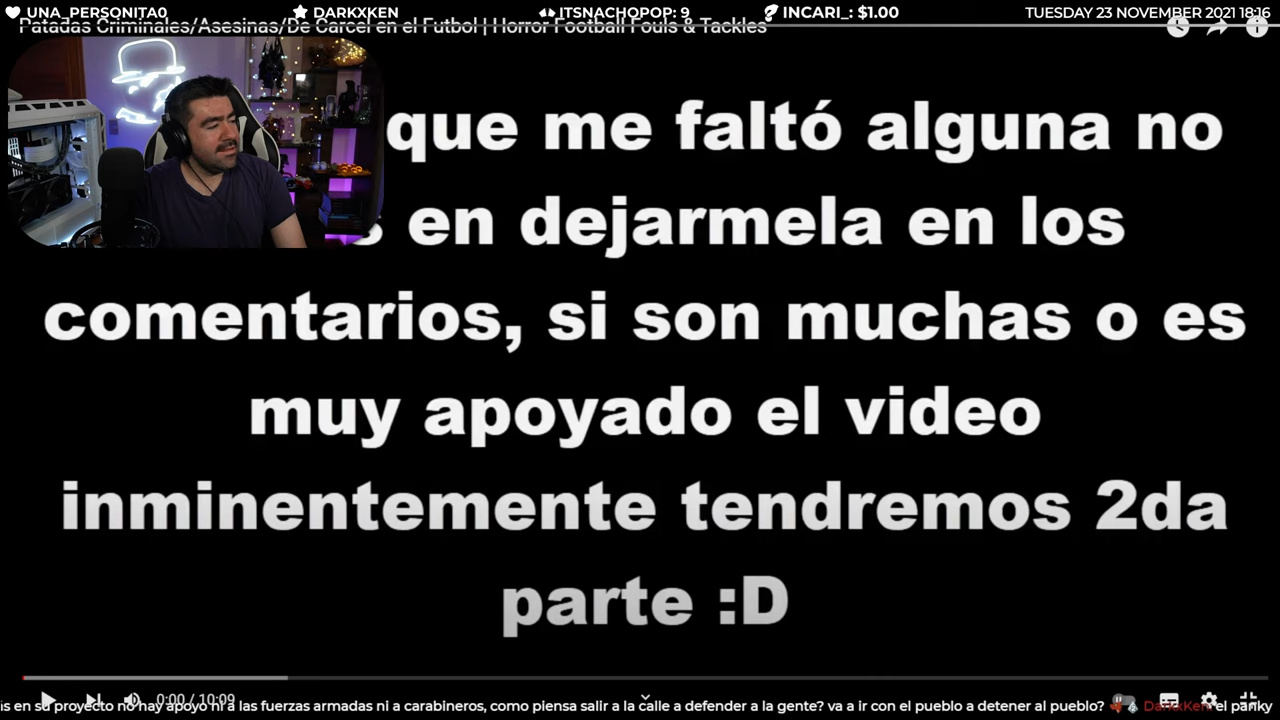 UNA_PERSONITA0 DARKXKEN ITSNACHOPOP: 9 INCARI_: $1.00 TUESDAY 23 NOVEMBER 2021 18:16
Patadas Criminales/Asesinas/De Carcel en el Futbol | Horror Football Fouls & Tackles
que me faltó alguna no
s en dejarmela en los
comentarios, si son muchas o es
muy apoyado el video
inminentemente tendremos 2da
parte :D
0:00 / 10:09
is en su proyecto no hay apoyo ni a las fuerzas armadas ni a carabineros, como piensa salir a la calle a defender a la gente? va a ir con el pueblo a detener al pueblo? DarkxKen: el panky